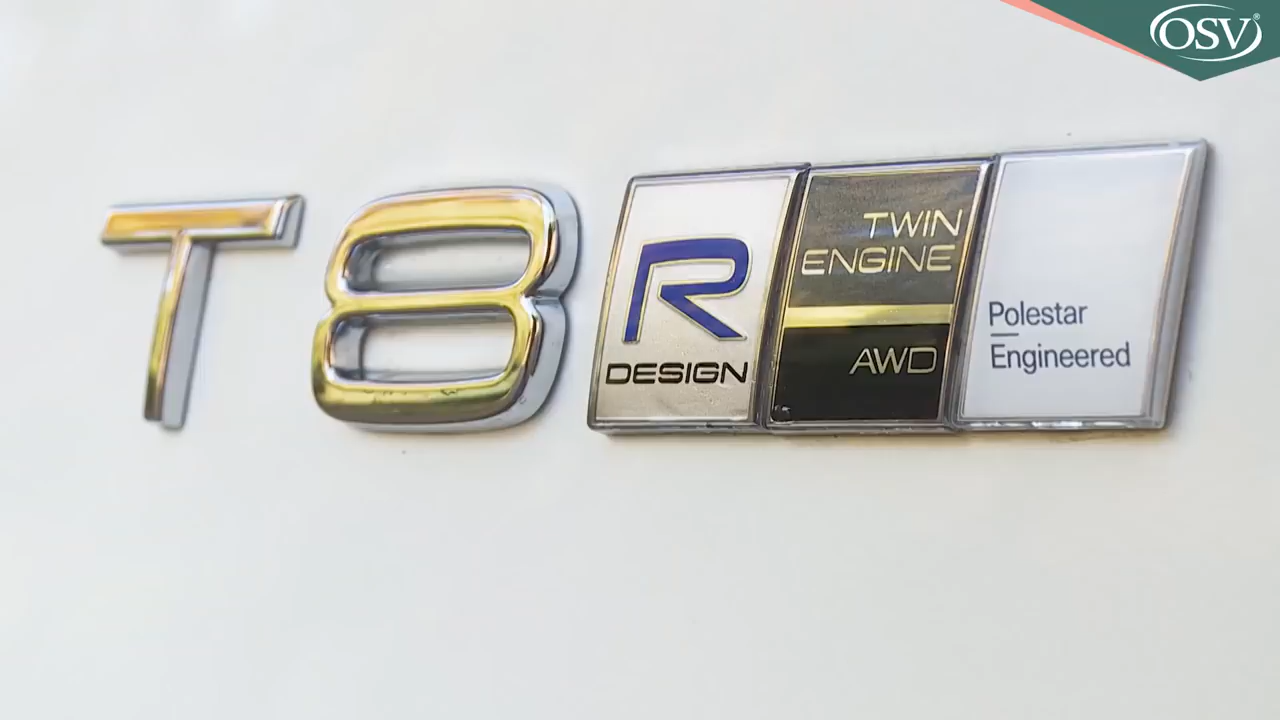 OSV®
T8
R
DESIGN
TWIN
ENGINE
AWD
Polestar
Engineered